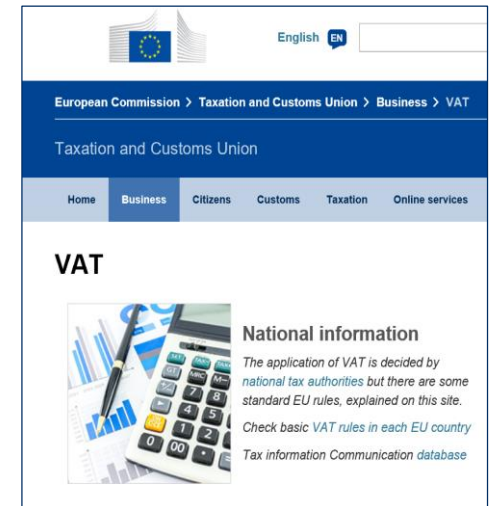 English EN
European Commission > Taxation and Customs Union > Business > VAT
Taxation and Customs Union
Home Business Citizens Customs Taxation Online services
VAT
National information
The application of VAT is decided by
national tax authorities but there are some
standard EU rules, explained on this site.
Check basic VAT rules in each EU country
Tax information Communication database